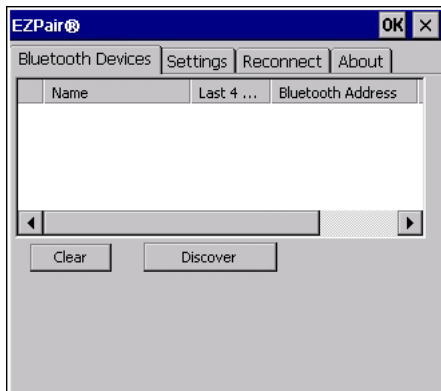 EZPair® OK ×
Bluetooth Devices Settings Reconnect About
Name Last 4 ... Bluetooth Address
Clear Discover